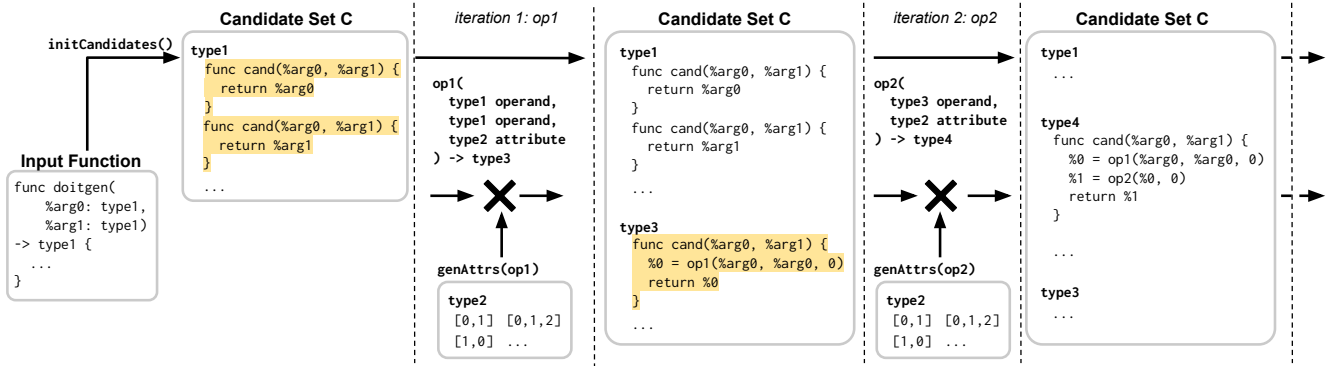 initCandidates()
Input Function
func doitgen(
%arg0: type1,
%arg1: type1)
-> type1 {
...
}
Candidate Set C
type1
func cand(%arg0, %arg1) {
return %arg0
}
func cand(%arg0, %arg1) {
return %arg1
}
...
iteration 1: op1
op1(
type1 operand,
type1 operand,
type2 attribute
) -> type3
genAttrs(op1)
type2
[0,1] [0,1,2]
[1,0] ...
Candidate Set C
type1
func cand(%arg0, %arg1) {
return %arg0
}
func cand(%arg0, %arg1) {
return %arg1
}
...
type3
func cand(%arg0, %arg1) {
%0 = op1(%arg0, %arg0, 0)
return %0
}
...
iteration 2: op2
op2(
type3 operand,
type2 attribute
) -> type4
genAttrs(op2)
type2
[0,1] [0,1,2]
[1,0] ...
Candidate Set C
type1
...
type4
func cand(%arg0, %arg1) {
%0 = op1(%arg0, %arg0, 0)
%1 = op2(%0, 0)
return %1
}
...
type3
...